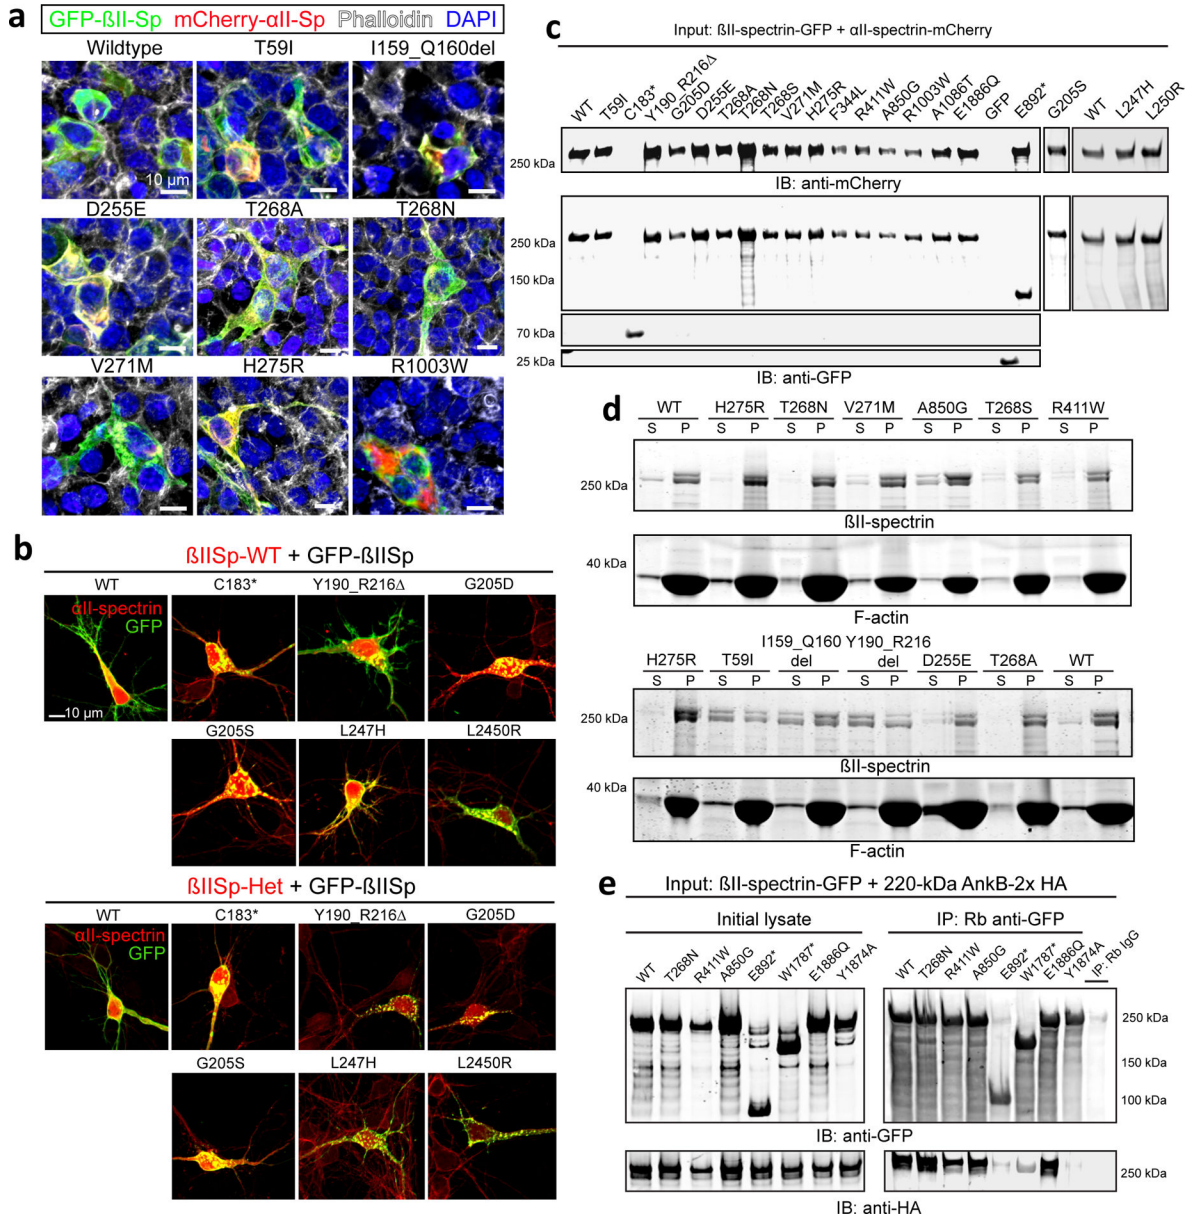 a
GFP-ßII-Sp mCherry-αII-Sp Phalloidin DAPI
Wildtype T59I I159_Q160del
10 µm
D255E T268A T268N
V271M H275R R1003W
b
ßIISp-WT + GFP-ßIISp
WT C183* Y190_R216Δ G205D
αII-spectrin
GFP
10 µm
G205S L247H L2450R
ßIISp-Het + GFP-ßIISp
WT C183* Y190_R216Δ G205D
αII-spectrin
GFP
G205S L247H L2450R
c
Input: ßII-spectrin-GFP + αII-spectrin-mCherry
WT T59I C183* Y190_R216Δ G205D D255E T268A T268N T268S V271M H275R F344L R411W A850G R1003W A1086T E1886Q GFP E892* G205S WT L247H L250R
250 kDa
IB: anti-mCherry
250 kDa
150 kDa
70 kDa
25 kDa
IB: anti-GFP
d
WT H275R T268N V271M A850G T268S R411W
S P S P S P S P S P S P S P
250 kDa
ßII-spectrin
40 kDa
F-actin
I159_Q160 Y190_R216
H275R T59I del del D255E T268A WT
S P S P S P S P S P S P S P
250 kDa
ßII-spectrin
40 kDa
F-actin
e
Input: ßII-spectrin-GFP + 220-kDa AnkB-2x HA
Initial lysate IP: Rb anti-GFP
WT T268N R411W A850G E892* W1787* E1886Q Y1874A WT T268N R411W A850G E892* W1787* E1886Q Y1874A IP: Rb IgG
250 kDa
150 kDa
100 kDa
IB: anti-GFP
250 kDa
IB: anti-HA